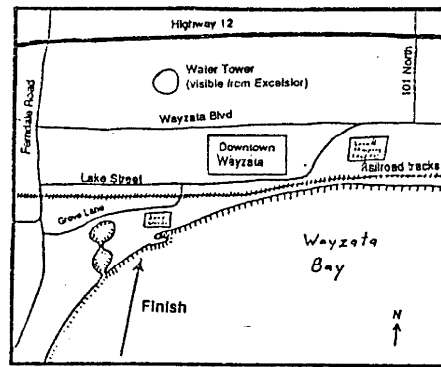 Highway 12
101 North
Water Tower
(visible from Excelsior)
Ferndale Road
Wayzata Blvd
Downtown
Wayzata
Railroad tracks
Lake Street
Grove Lane
Wayzata
Bay
Finish
N